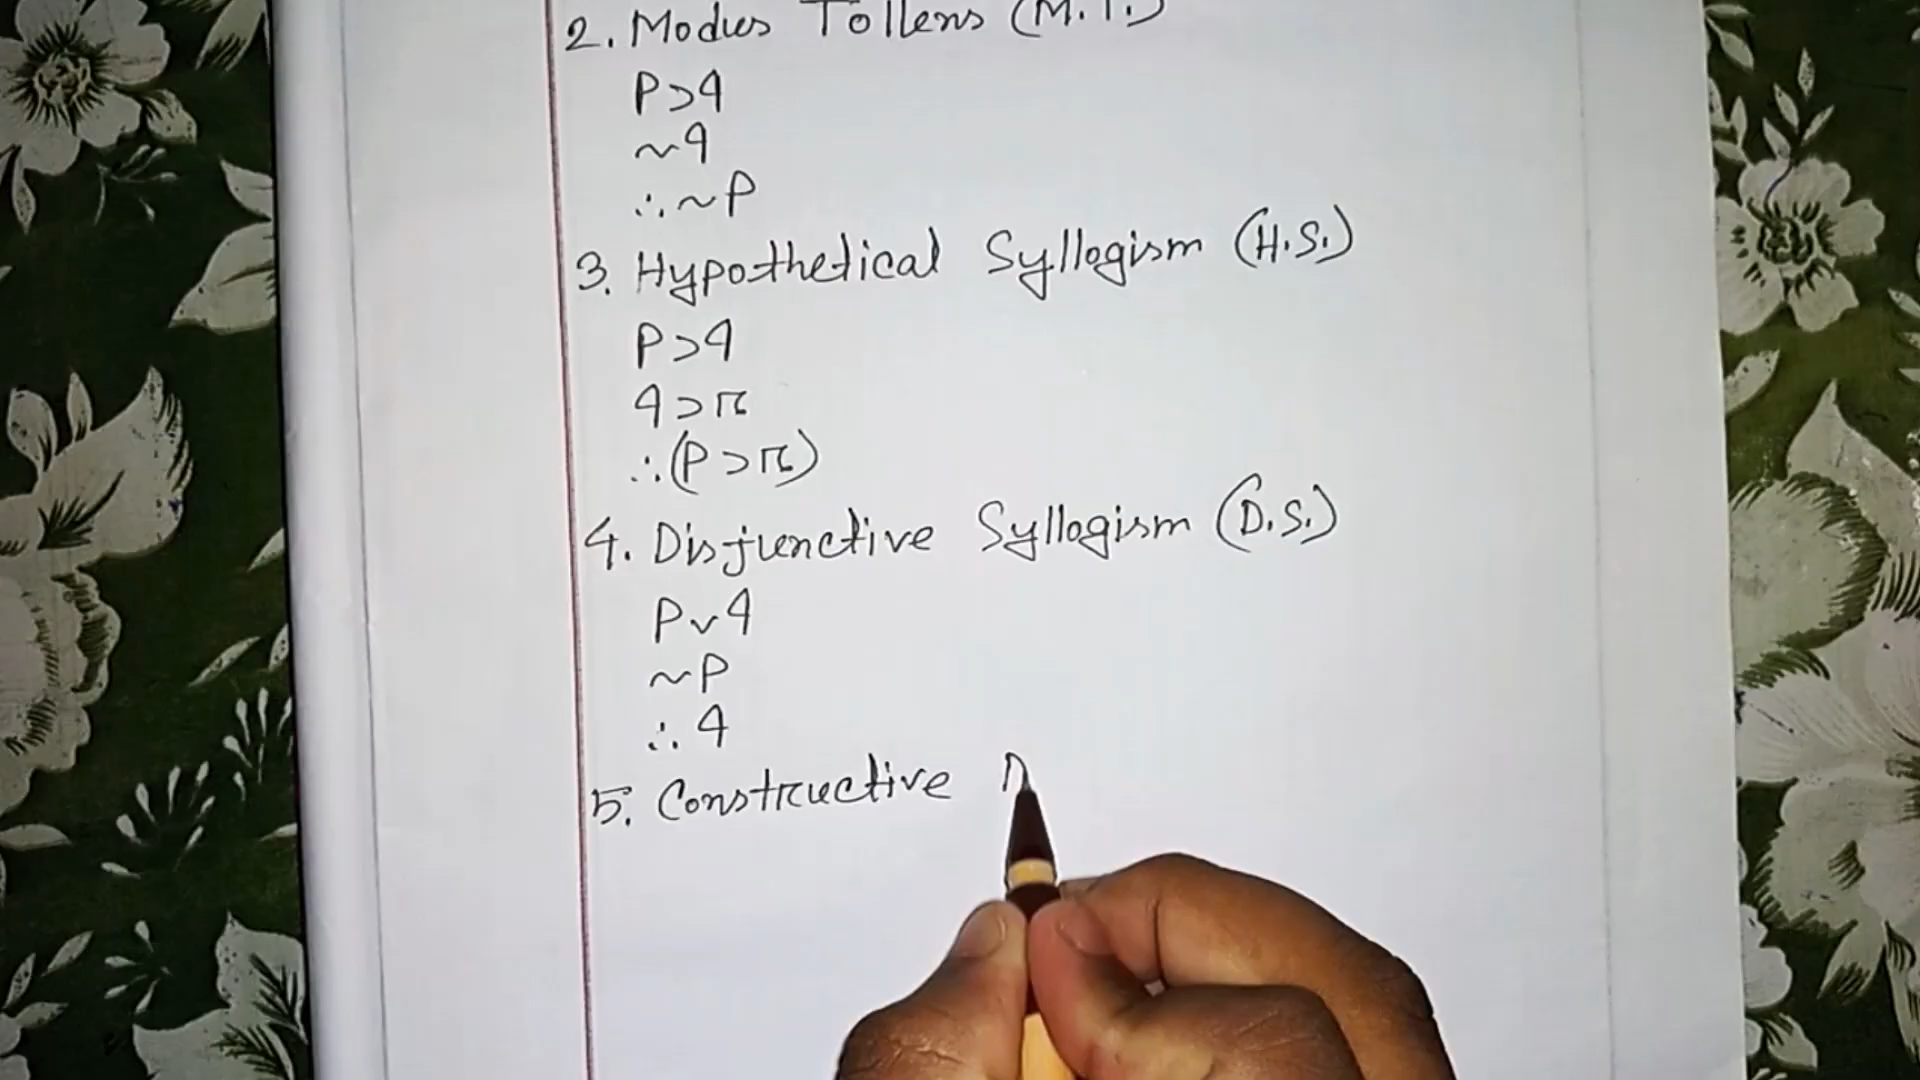 2. Modus Tollens (M.T.)
P⊃q
~q
∴~P
3. Hypothetical Syllogism (H.S.)
P⊃q
q⊃r
∴(P⊃r)
4. Disjunctive Syllogism (D.S.)
P∨q
~P
∴q
5. Constructive D